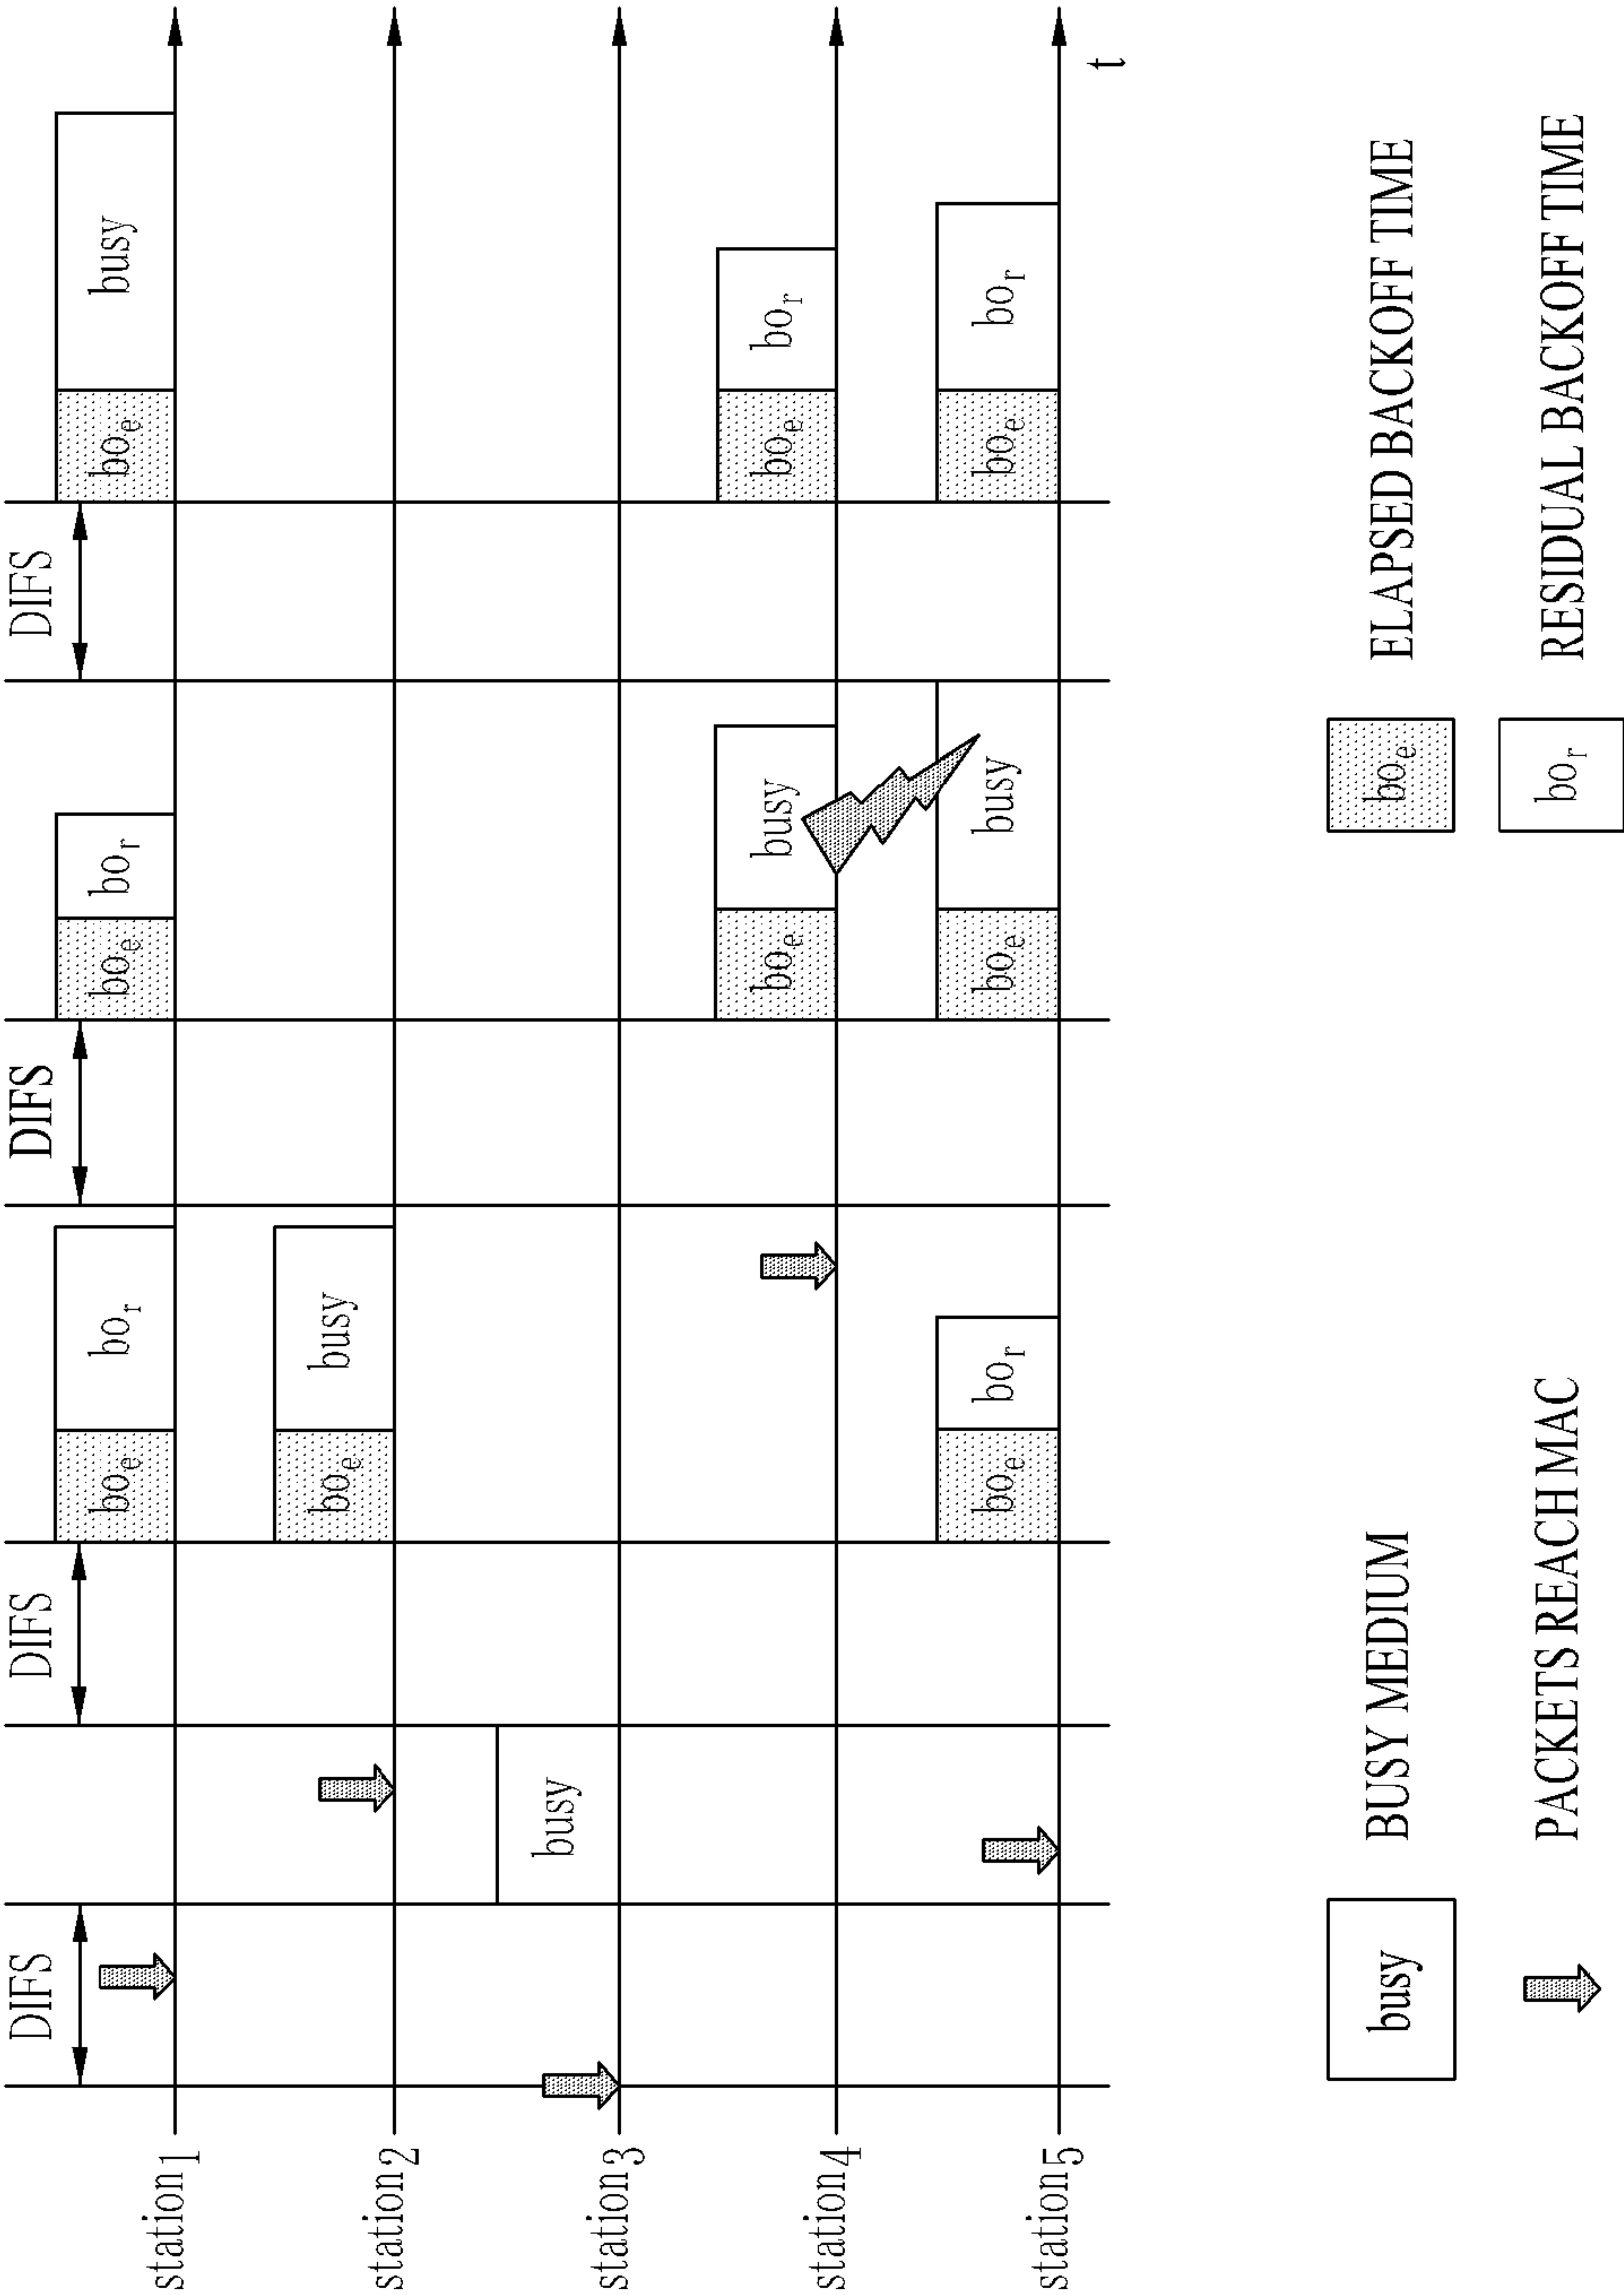 DIFS
DIFS
DIFS
DIFS
station1
bo_e
bo_r
bo_e
bo_r
bo_e
busy
station2
bo_e
busy
station3
busy
station4
bo_e
busy
bo_e
bo_r
station5
bo_e
bo_r
bo_e
busy
bo_e
bo_r
t
busy
BUSY MEDIUM
bo_e
ELAPSED BACKOFF TIME
PACKETS REACH MAC
bo_r
RESIDUAL BACKOFF TIME